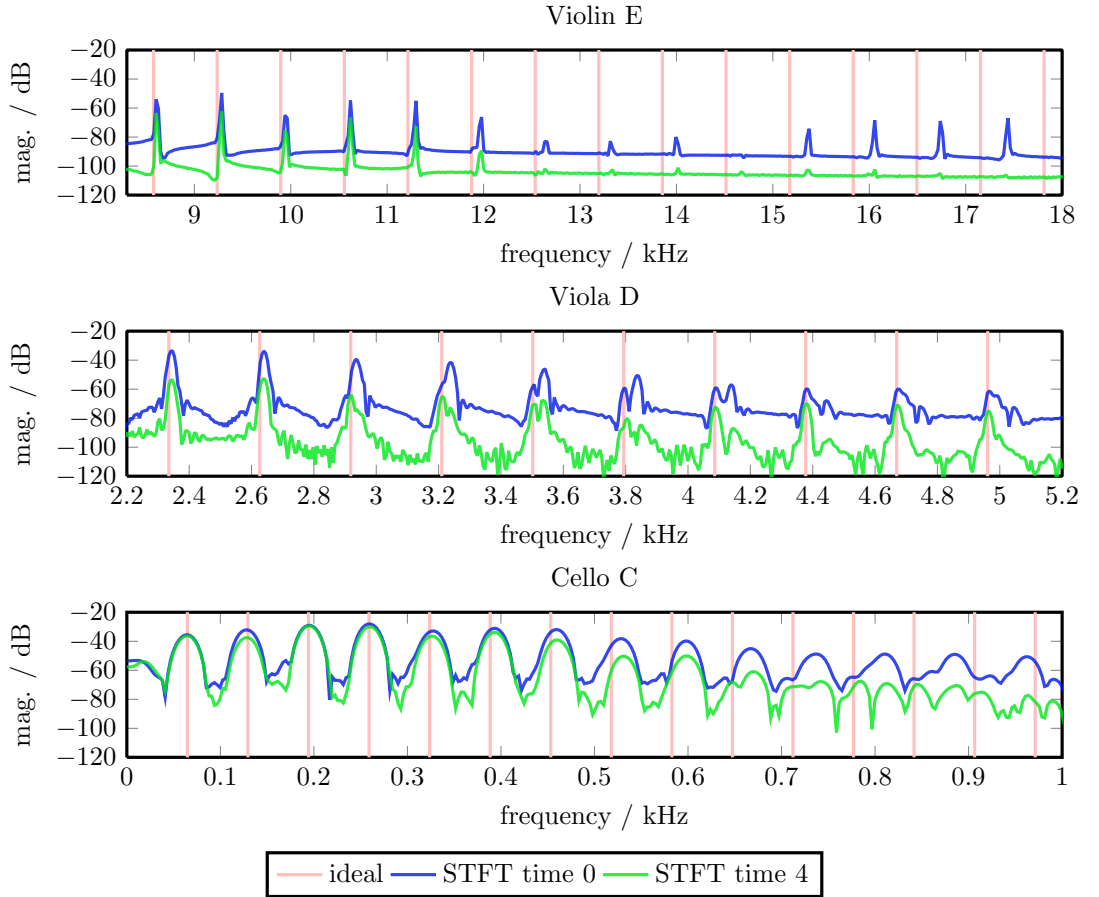 Violin E
mag. / dB
−20
−40
−60
−80
−100
−120
9 10 11 12 13 14 15 16 17 18
frequency / kHz
Viola D
mag. / dB
−20
−40
−60
−80
−100
−120
2.2 2.4 2.6 2.8 3 3.2 3.4 3.6 3.8 4 4.2 4.4 4.6 4.8 5 5.2
frequency / kHz
Cello C
mag. / dB
−20
−40
−60
−80
−100
−120
0 0.1 0.2 0.3 0.4 0.5 0.6 0.7 0.8 0.9 1
frequency / kHz
ideal STFT time 0 STFT time 4